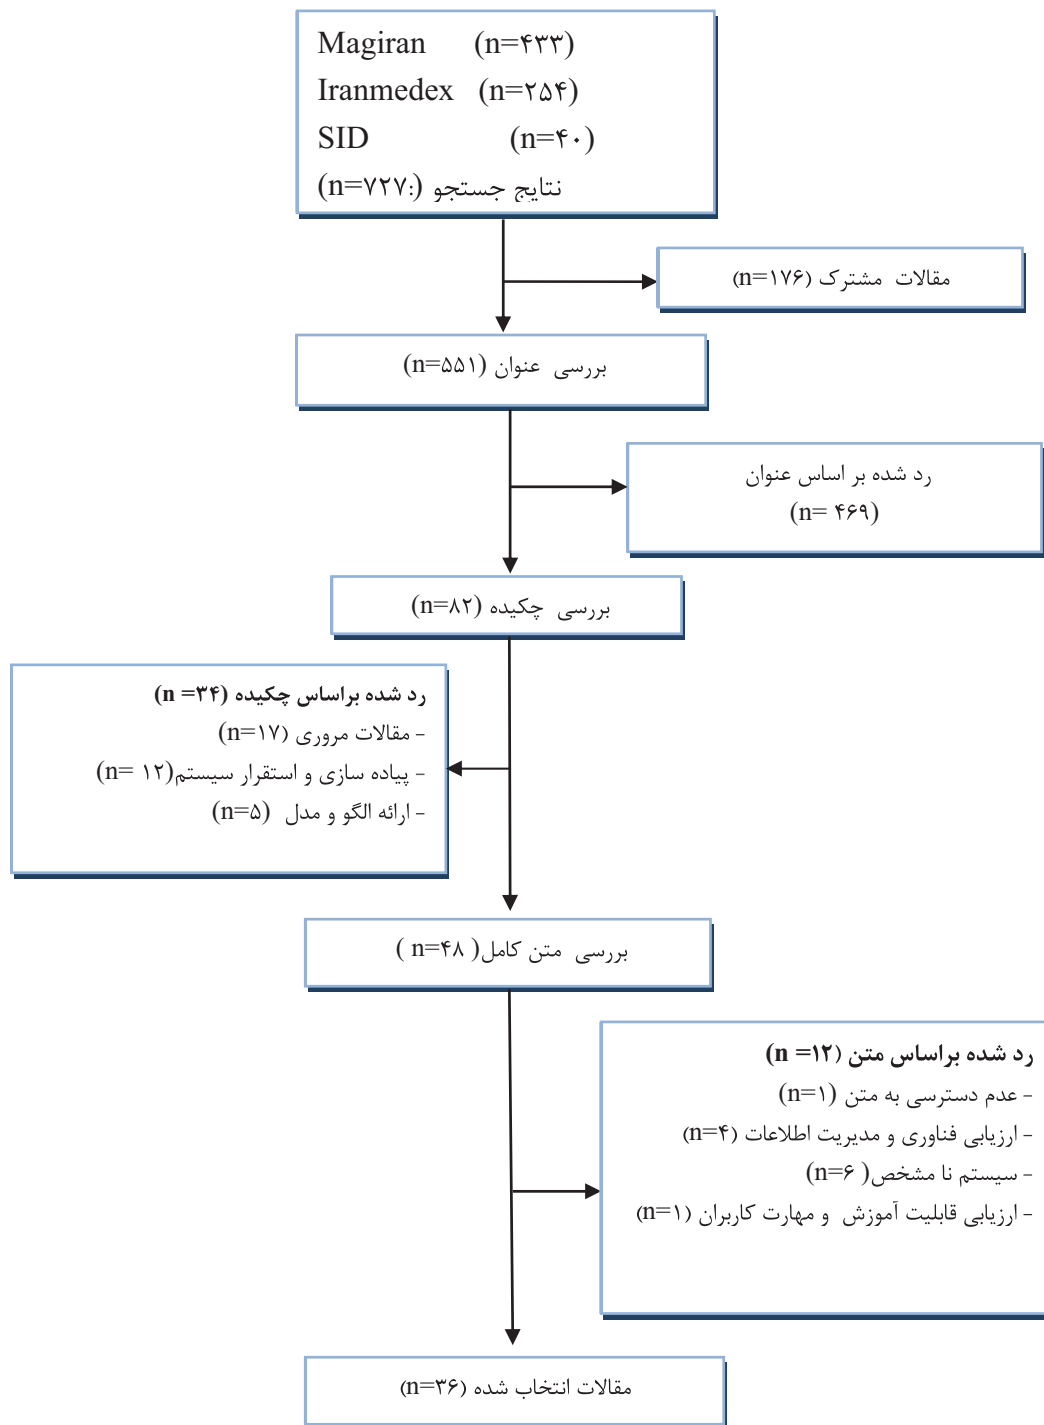 Magiran (n=۴۳۳)
Iranmedex (n=۲۵۴)
SID (n=۴۰)
نتایج جستجو (n=۷۲۷:)
مقالات مشترک (n=۱۷۶)
بررسی عنوان (n=۵۵۱)
رد شده بر اساس عنوان
(n= ۴۶۹)
بررسی چکیده (n=۸۲)
رد شده براساس چکیده (n =۳۴)
- مقالات مروری (n=۱۷)
- پیاده سازی و استقرار سیستم(n= ۱۲)
- ارائه الگو و مدل (n=۵)
بررسی متن کامل( n=۴۸ )
رد شده براساس متن (n =۱۲)
- عدم دسترسی به متن (n=۱)
- ارزیابی فناوری و مدیریت اطلاعات (n=۴)
- سیستم نا مشخص( n=۶)
- ارزیابی قابلیت آموزش و مهارت کاربران (n=۱)
مقالات انتخاب شده (n=۳۶)